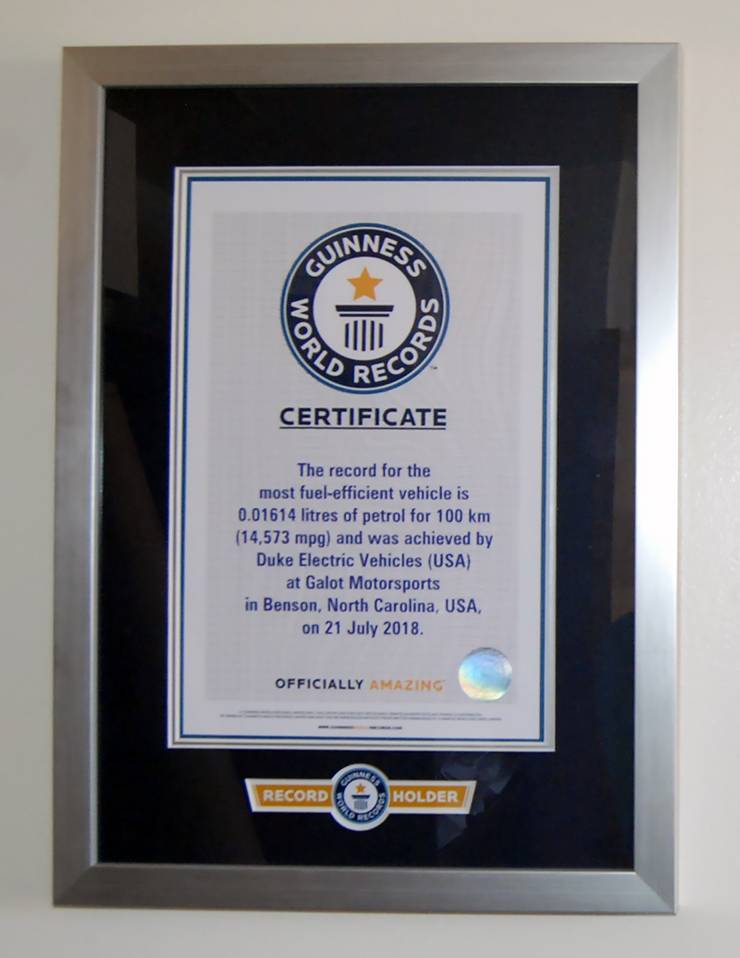 GUINNESS
WORLD RECORDS
™
CERTIFICATE
The record for the
most fuel-efficient vehicle is
0.01614 litres of petrol for 100 km
(14,573 mpg) and was achieved by
Duke Electric Vehicles (USA)
at Galot Motorsports
in Benson, North Carolina, USA,
on 21 July 2018.
OFFICIALLY AMAZING
RECORD HOLDER
GUINNESS
WORLD RECORDS